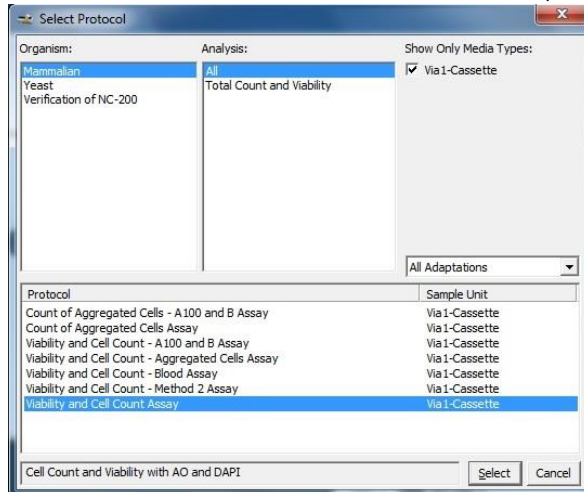 Select Protocol
Organism:
Mammalian
Yeast
Verification of NC-200
Analysis:
All
Total Count and Viability
Show Only Media Types:
Via1-Cassette
All Adaptations
Protocol Sample Unit
Count of Aggregated Cells - A100 and B Assay Via1-Cassette
Count of Aggregated Cells Assay Via1-Cassette
Viability and Cell Count - A100 and B Assay Via1-Cassette
Viability and Cell Count - Aggregated Cells Assay Via1-Cassette
Viability and Cell Count - Blood Assay Via1-Cassette
Viability and Cell Count - Method 2 Assay Via1-Cassette
Viability and Cell Count Assay Via1-Cassette
Cell Count and Viability with AO and DAPI
Select Cancel